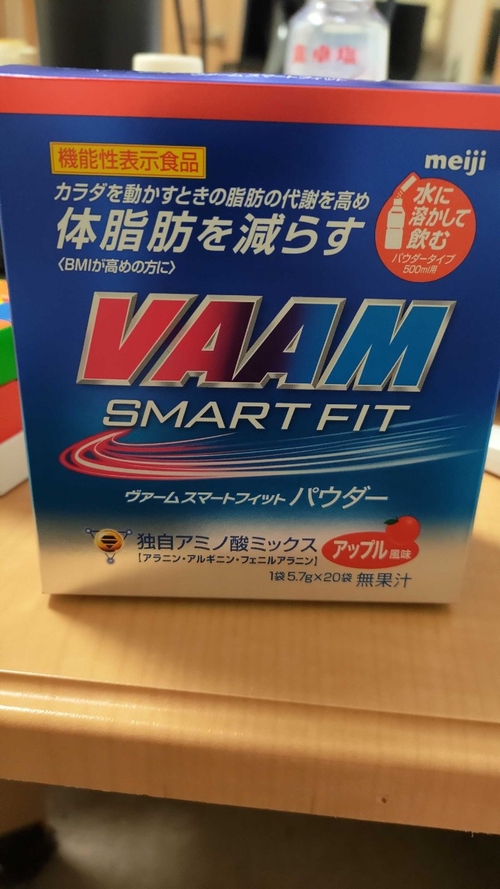 食卓塩
機能性表示食品
meiji
カラダを動かすときの脂肪の代謝を高め
体脂肪を減らす
〈BMIが高めの方に〉
水に
溶かして
飲む
パウダータイプ
500ml用
VAAM
SMART FIT
ヴァーム スマートフィット パウダー
独自アミノ酸ミックス
【アラニン・アルギニン・フェニルアラニン】
アップル風味
1袋5.7g×20袋 無果汁